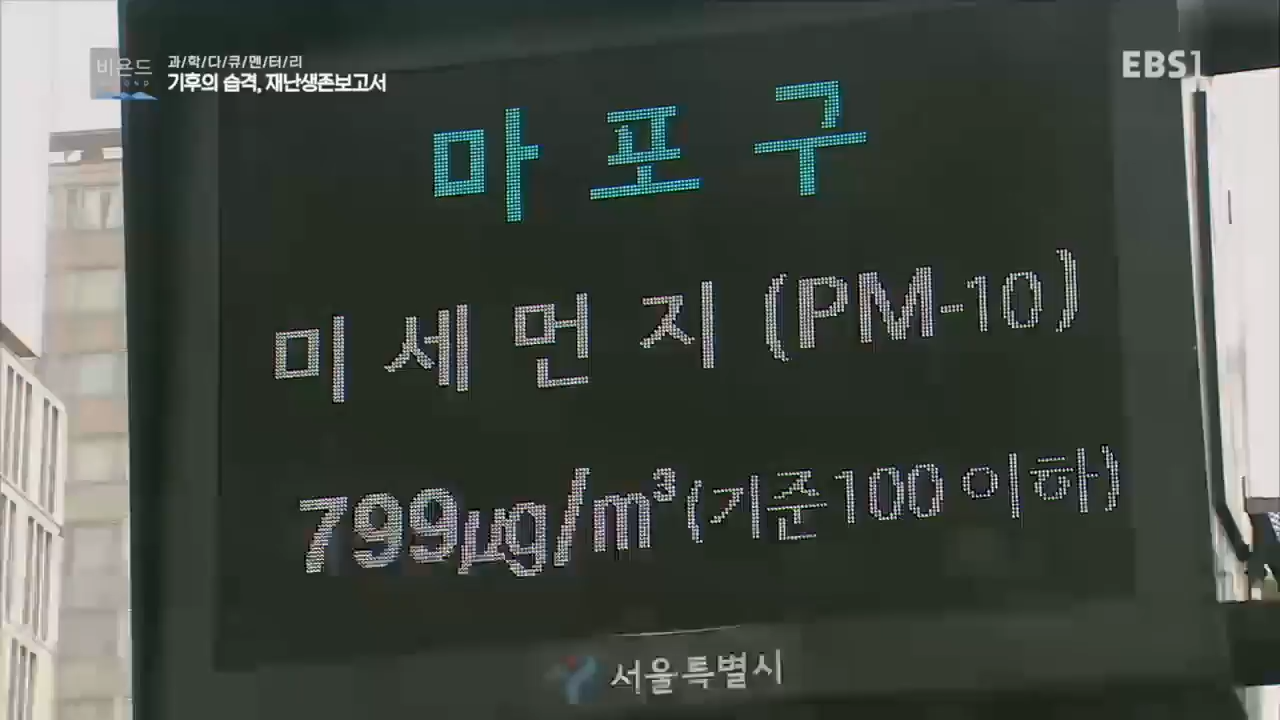 비욘드
과/학/다/큐/멘/터/리
기후의 습격, 재난생존보고서
EBS1
마포구
미세먼지 (PM-10)
799㎍/m³(기준100 이하)
서울특별시